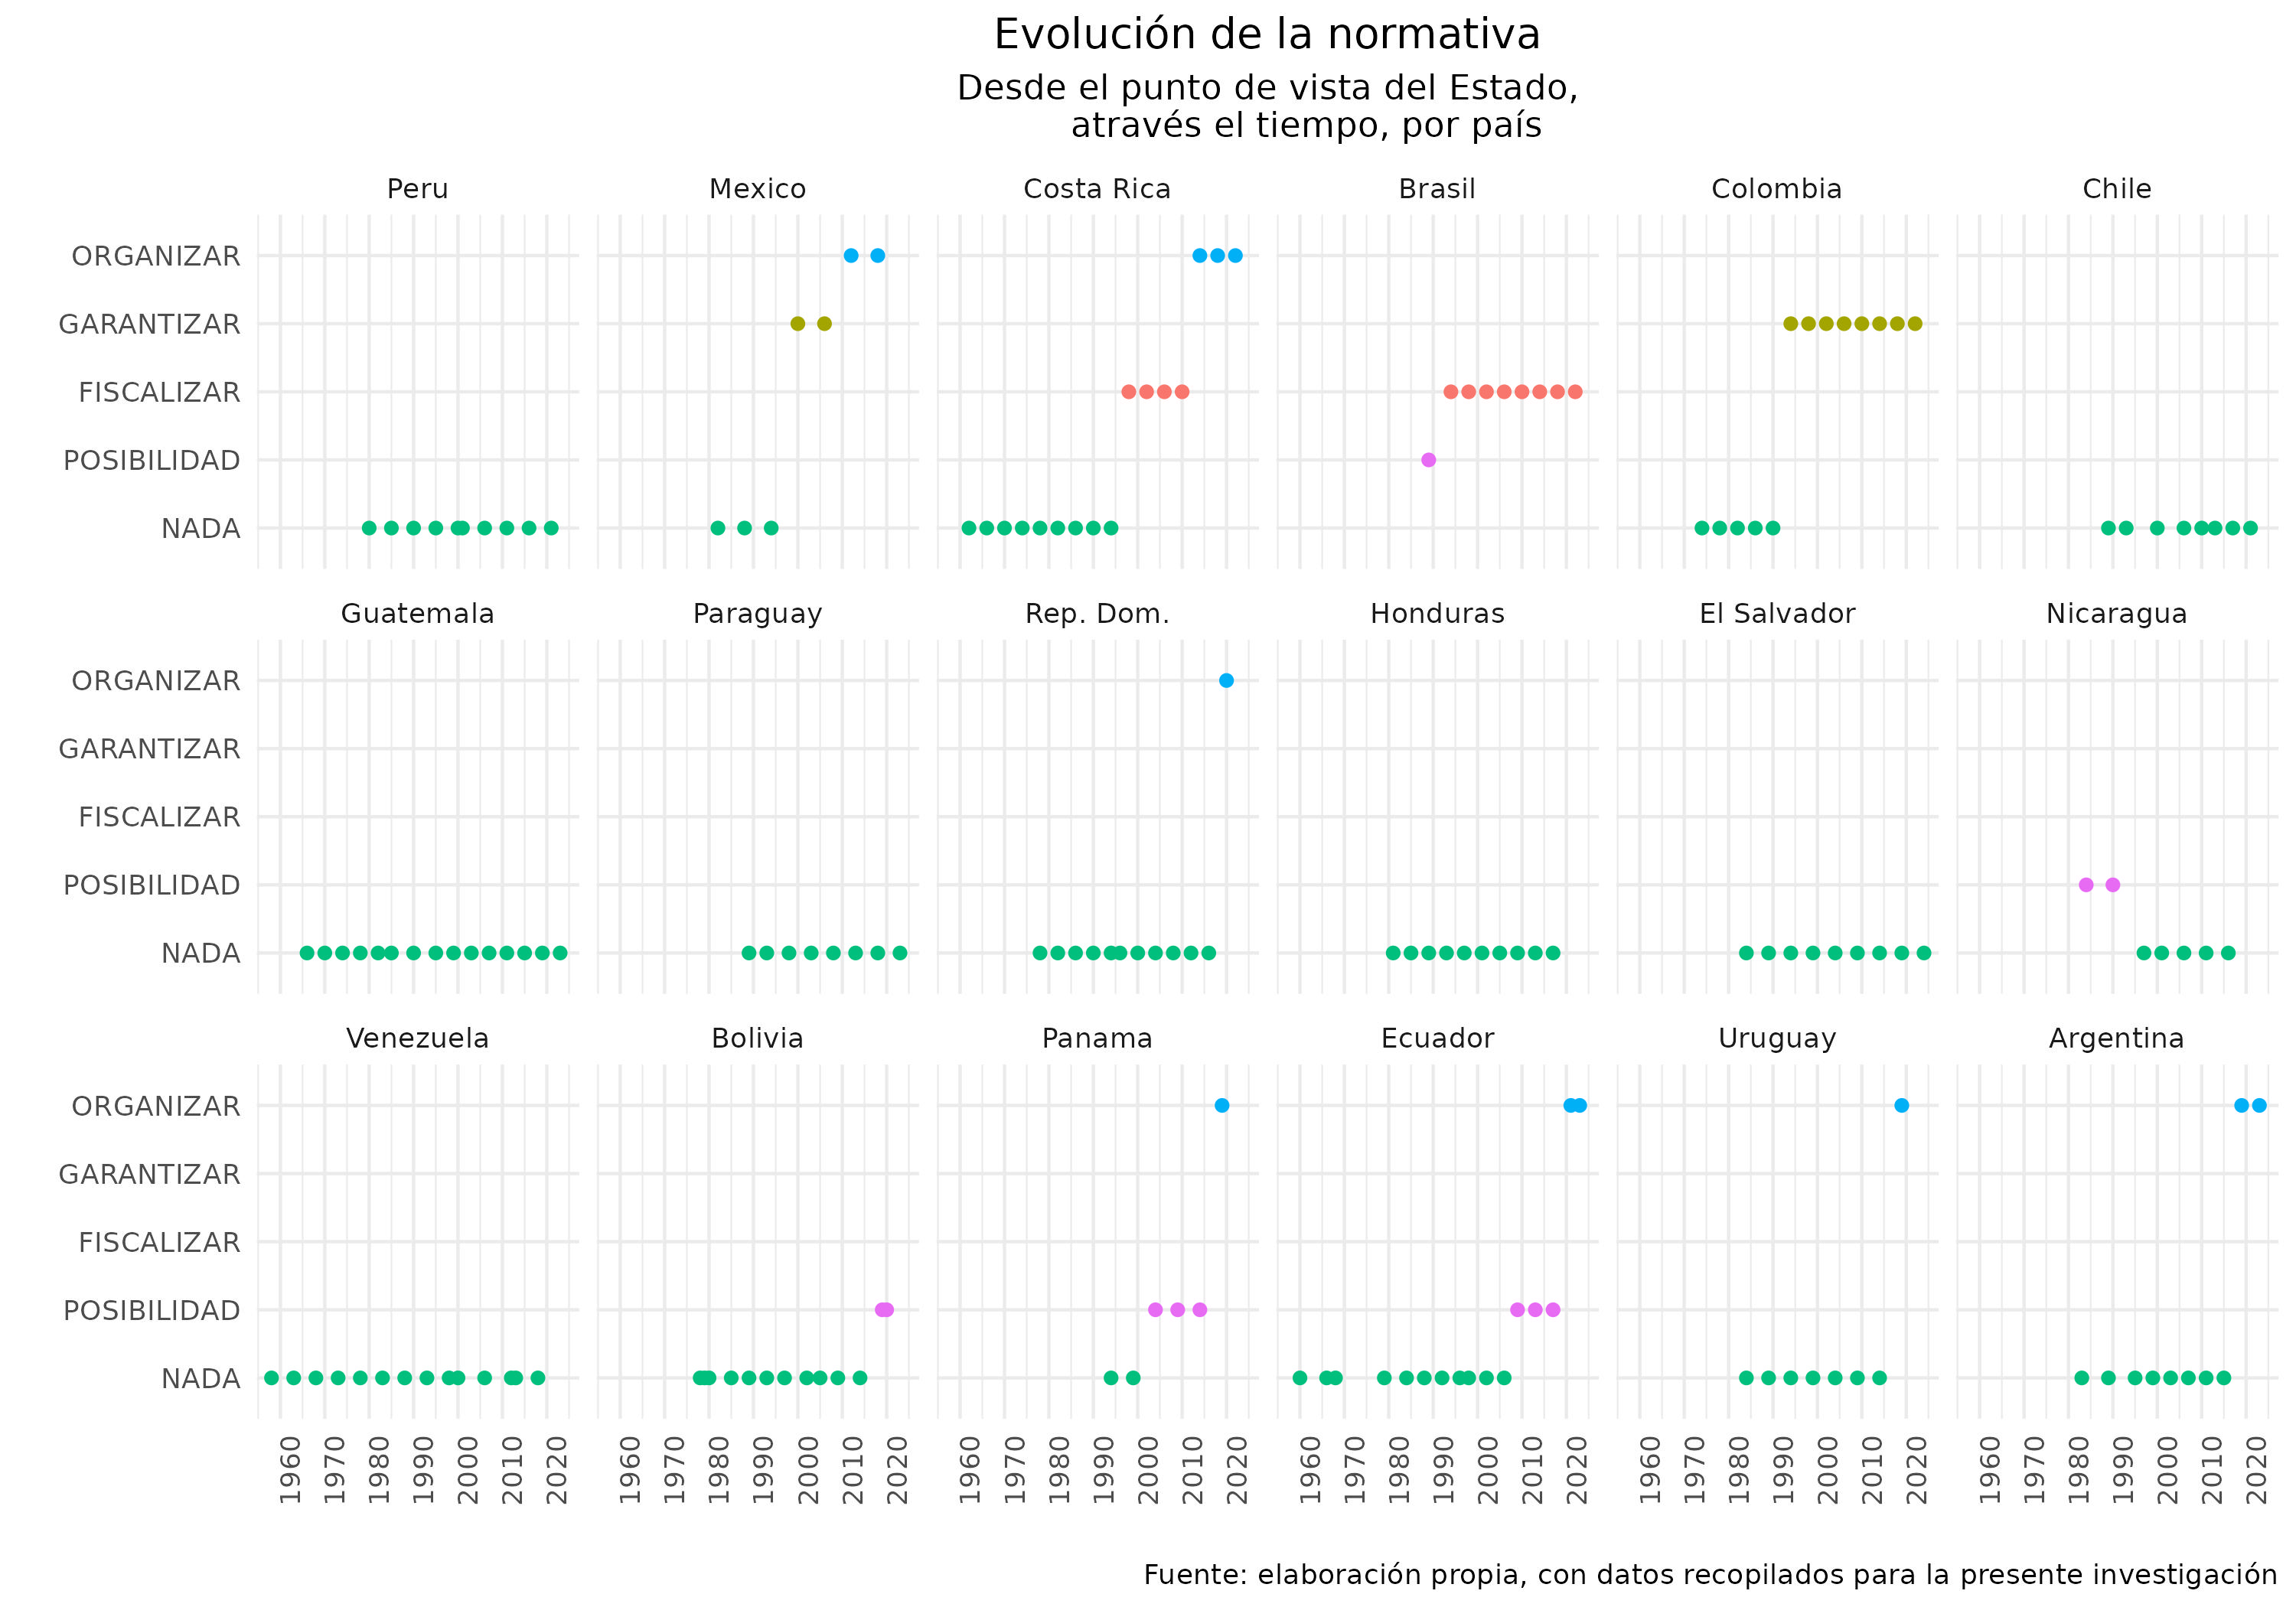 Evolución de la normativa
Desde el punto de vista del Estado,
através el tiempo, por país
Peru Mexico Costa Rica Brasil Colombia Chile
ORGANIZAR
GARANTIZAR
FISCALIZAR
POSIBILIDAD
NADA
Guatemala Paraguay Rep. Dom. Honduras El Salvador Nicaragua
ORGANIZAR
GARANTIZAR
FISCALIZAR
POSIBILIDAD
NADA
Venezuela Bolivia Panama Ecuador Uruguay Argentina
ORGANIZAR
GARANTIZAR
FISCALIZAR
POSIBILIDAD
NADA
1960 1970 1980 1990 2000 2010 2020 1960 1970 1980 1990 2000 2010 2020 1960 1970 1980 1990 2000 2010 2020 1960 1970 1980 1990 2000 2010 2020 1960 1970 1980 1990 2000 2010 2020 1960 1970 1980 1990 2000 2010 2020
Fuente: elaboración propia, con datos recopilados para la presente investigación